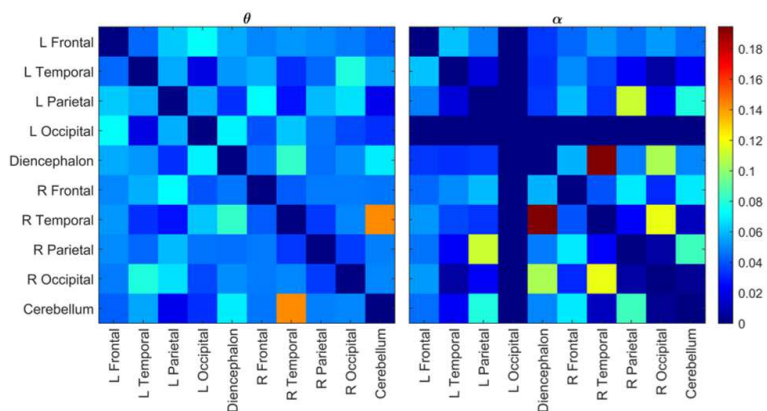 θ
α
L Frontal
L Temporal
L Parietal
L Occipital
Diencephalon
R Frontal
R Temporal
R Parietal
R Occipital
Cerebellum
L Frontal
L Temporal
L Parietal
L Occipital
Diencephalon
R Frontal
R Temporal
R Parietal
R Occipital
Cerebellum
L Frontal
L Temporal
L Parietal
L Occipital
Diencephalon
R Frontal
R Temporal
R Parietal
R Occipital
Cerebellum
0.18
0.16
0.14
0.12
0.1
0.08
0.06
0.04
0.02
0